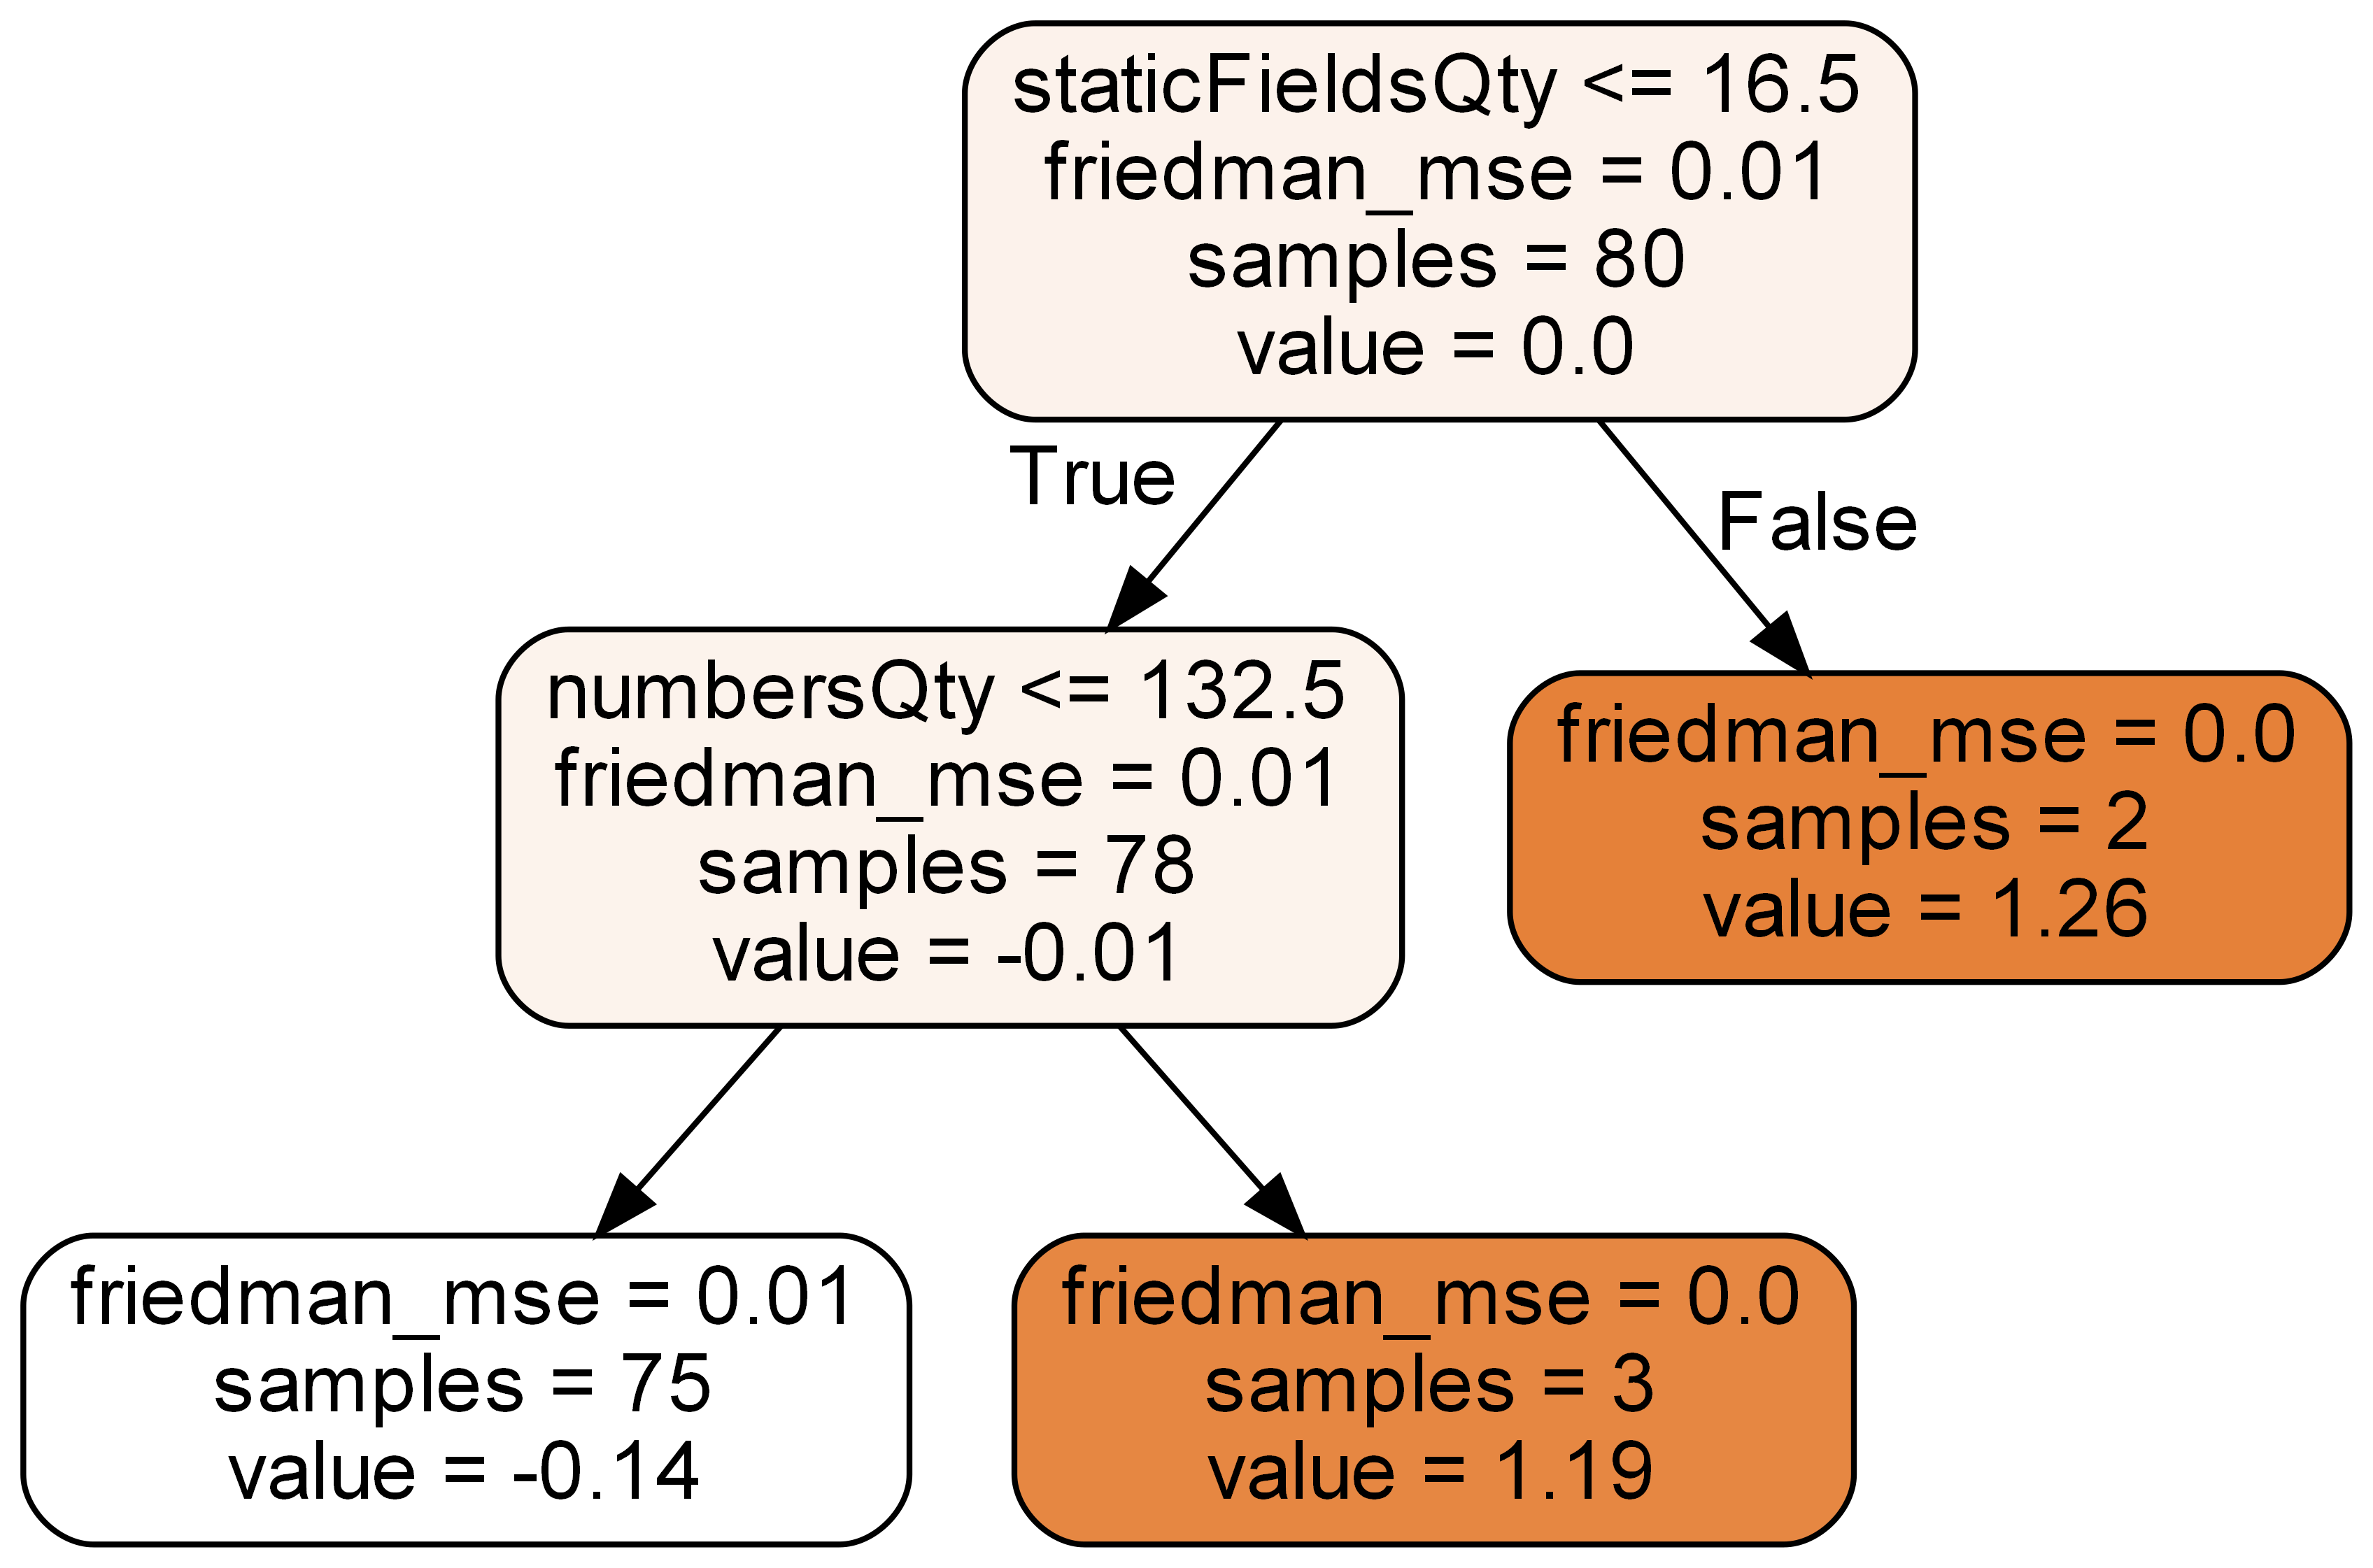 staticFieldsQty <= 16.5
friedman_mse = 0.01
samples = 80
value = 0.0
True
False
numbersQty <= 132.5
friedman_mse = 0.01
samples = 78
value = -0.01
friedman_mse = 0.0
samples = 2
value = 1.26
friedman_mse = 0.01
samples = 75
value = -0.14
friedman_mse = 0.0
samples = 3
value = 1.19